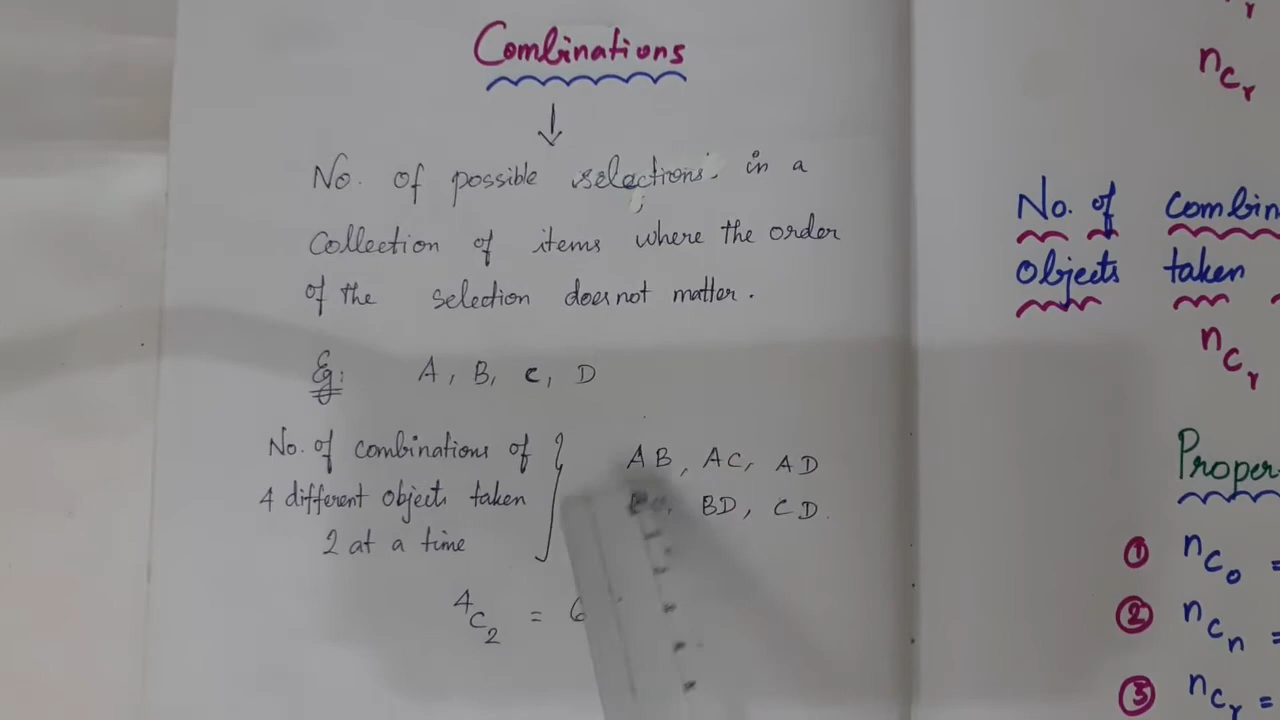 Combinations
No. of possible selections, in a
Collection of items where the order
of the selection does not matter.
Eg: A, B, C, D
No. of combinations of
4 different objects taken
2 at a time
AB, AC, AD
BD, CD.
4C2 = 6
nCr
No. of
Objects taken
nCr
① nC0 =
② nCn =
③ nCr =